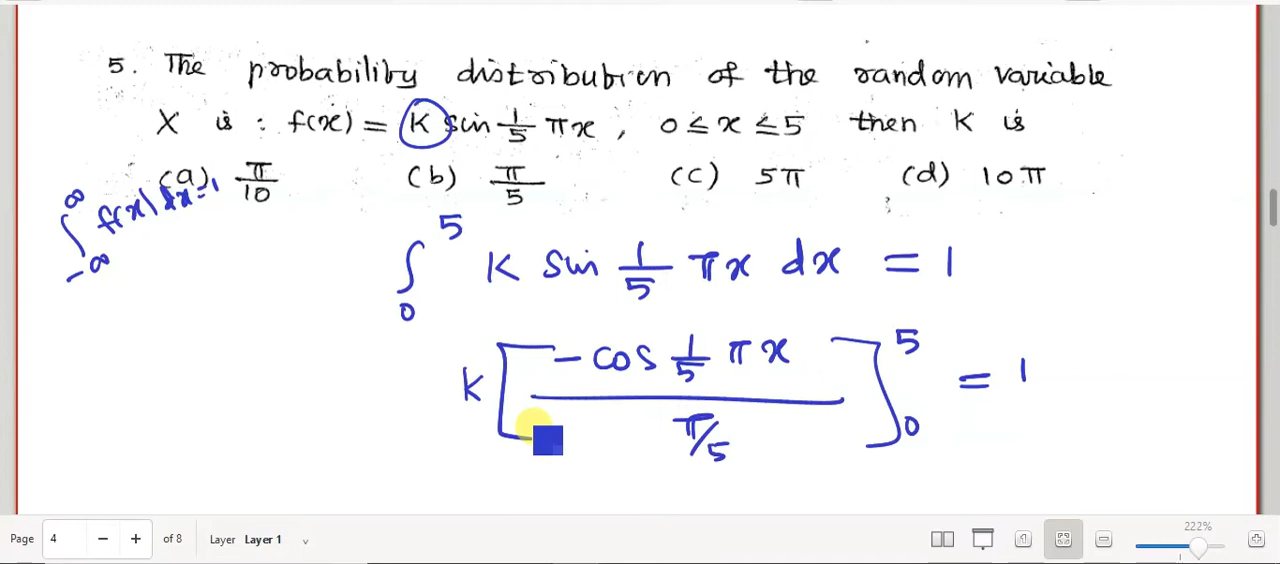 5. The probability distribution of the random variable
X is : f(x) = K sin 1/5 πx , 0 ≤ x ≤ 5 then K is
(a) π/10 (b) π/5 (c) 5π (d) 10π
∫_{-∞}^{∞} f(x) dx = 1
∫_0^5 K sin 1/5 πx dx = 1
K [ -cos 1/5 πx / π/5 ]_0^5 = 1
Page 4 of 8 Layer Layer 1 222%